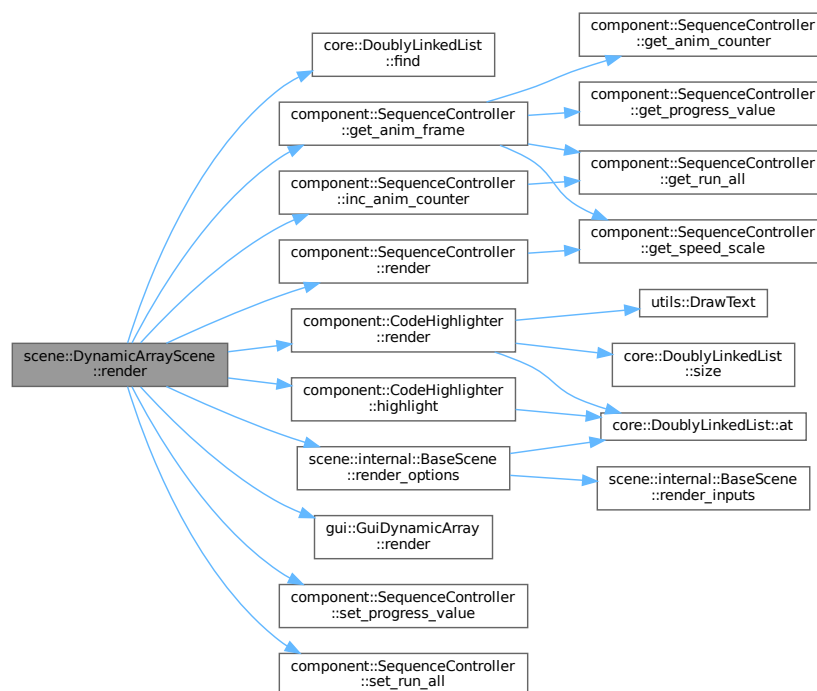 scene::DynamicArrayScene
::render
core::DoublyLinkedList
::find
component::SequenceController
::get_anim_frame
component::SequenceController
::inc_anim_counter
component::SequenceController
::render
component::CodeHighlighter
::render
component::CodeHighlighter
::highlight
scene::internal::BaseScene
::render_options
gui::GuiDynamicArray
::render
component::SequenceController
::set_progress_value
component::SequenceController
::set_run_all
component::SequenceController
::get_anim_counter
component::SequenceController
::get_progress_value
component::SequenceController
::get_run_all
component::SequenceController
::get_speed_scale
utils::DrawText
core::DoublyLinkedList
::size
core::DoublyLinkedList::at
scene::internal::BaseScene
::render_inputs